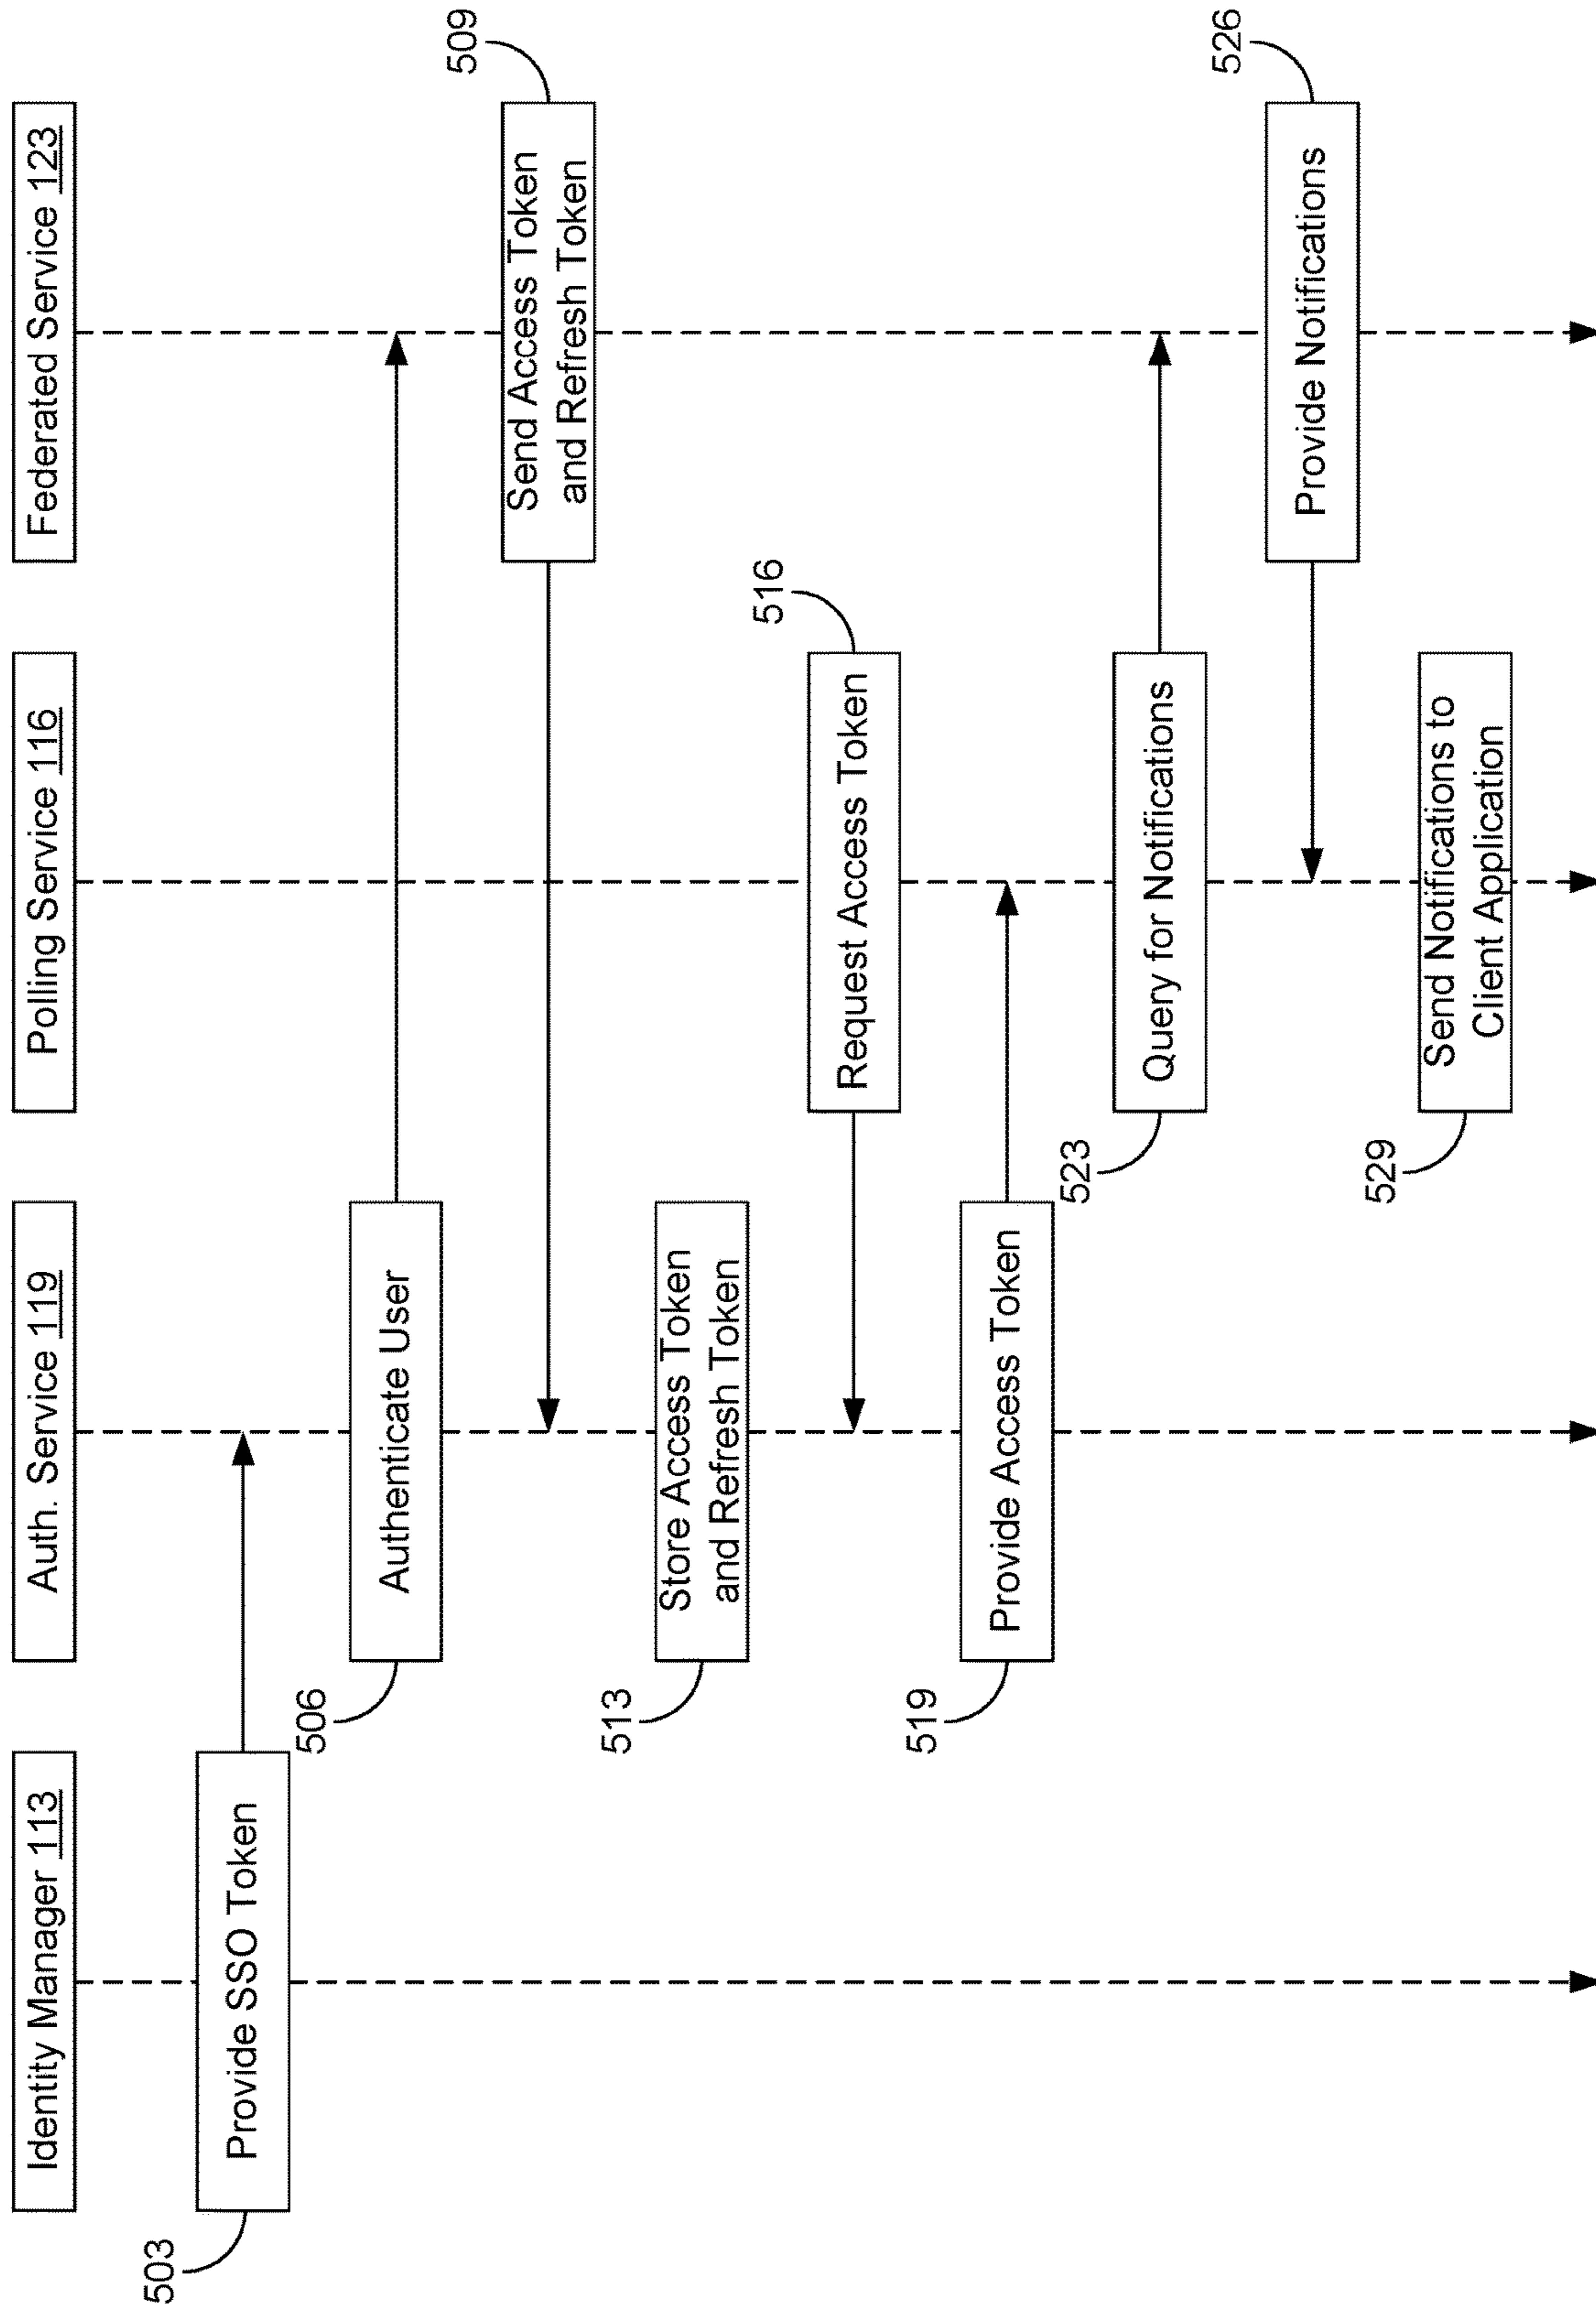 Identity Manager 113
Auth. Service 119
Polling Service 116
Federated Service 123
503
Provide SSO Token
506
Authenticate User
509
Send Access Token
and Refresh Token
513
Store Access Token
and Refresh Token
516
Request Access Token
519
Provide Access Token
523
Query for Notifications
526
Provide Notifications
529
Send Notifications to
Client Application